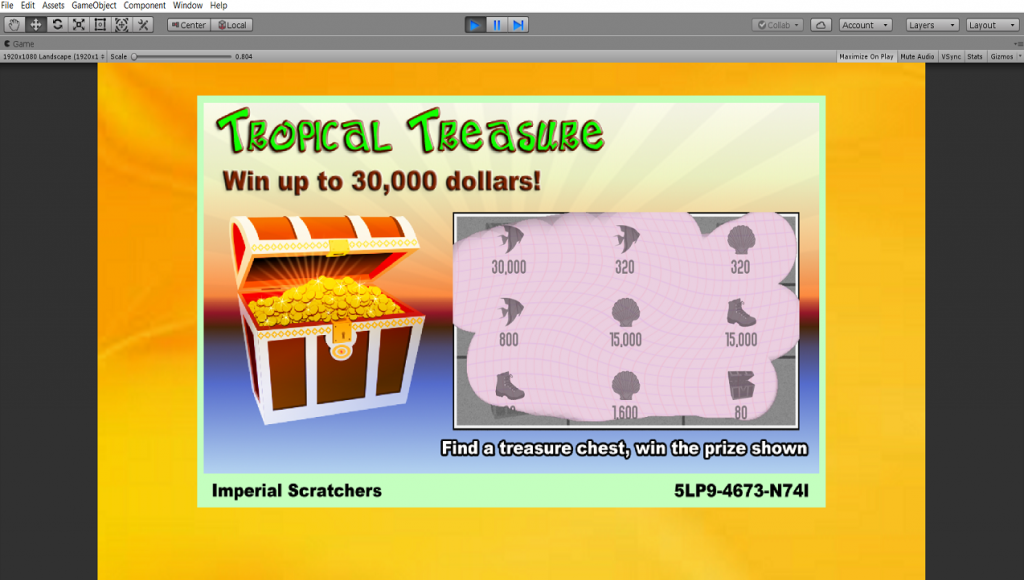 File Edit Assets GameObject Component Window Help
Center Local Collab Account Layers Layout
Game
1920x1080 Landscape (1920x1 Scale 0.804 Maximize On Play Mute Audio VSync Stats Gizmos
Tropical Treasure
Win up to 30,000 dollars!
30,000 320 320
800 15,000 15,000
1,600 80
Find a treasure chest, win the prize shown
Imperial Scratchers 5LP9-4673-N74I